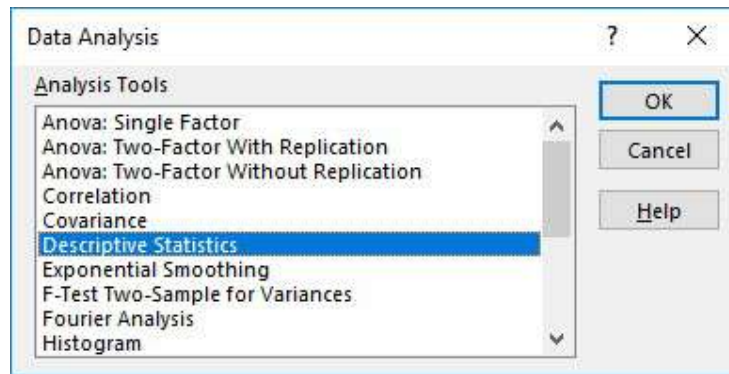 Data Analysis
?
Analysis Tools
OK
Anova: Single Factor
Anova: Two-Factor With Replication
Cancel
Anova: Two-Factor Without Replication
Correlation
Help
Covariance
Descriptive Statistics
Exponential Smoothing
F-Test Two-Sample for Variances
Fourier Analysis
Histogram